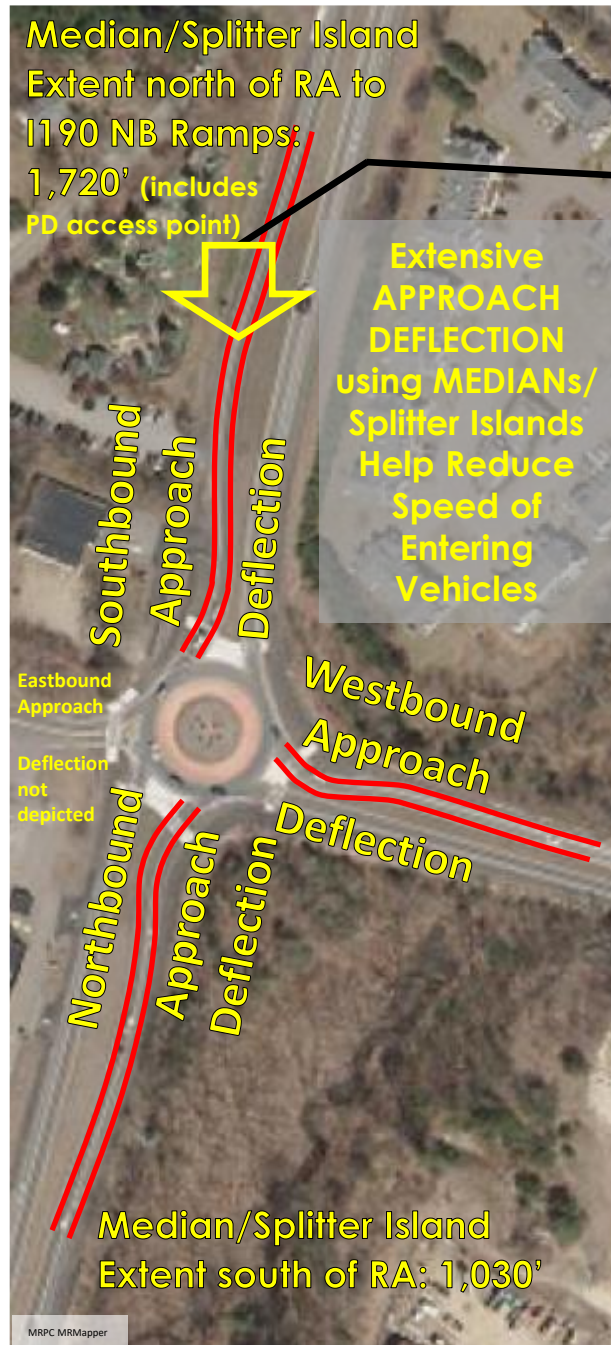 Median/Splitter Island
Extent north of RA to
I190 NB Ramps:
1,720' (includes
PD access point)
Extensive
APPROACH
DEFLECTION
using MEDIANs/
Splitter Islands
Help Reduce
Speed of
Entering
Vehicles
Southbound
Approach
Deflection
Eastbound
Approach
Deflection
not
depicted
Westbound
Approach
Deflection
Northbound
Approach
Deflection
Median/Splitter Island
Extent south of RA: 1,030'
MRPC MRMapper